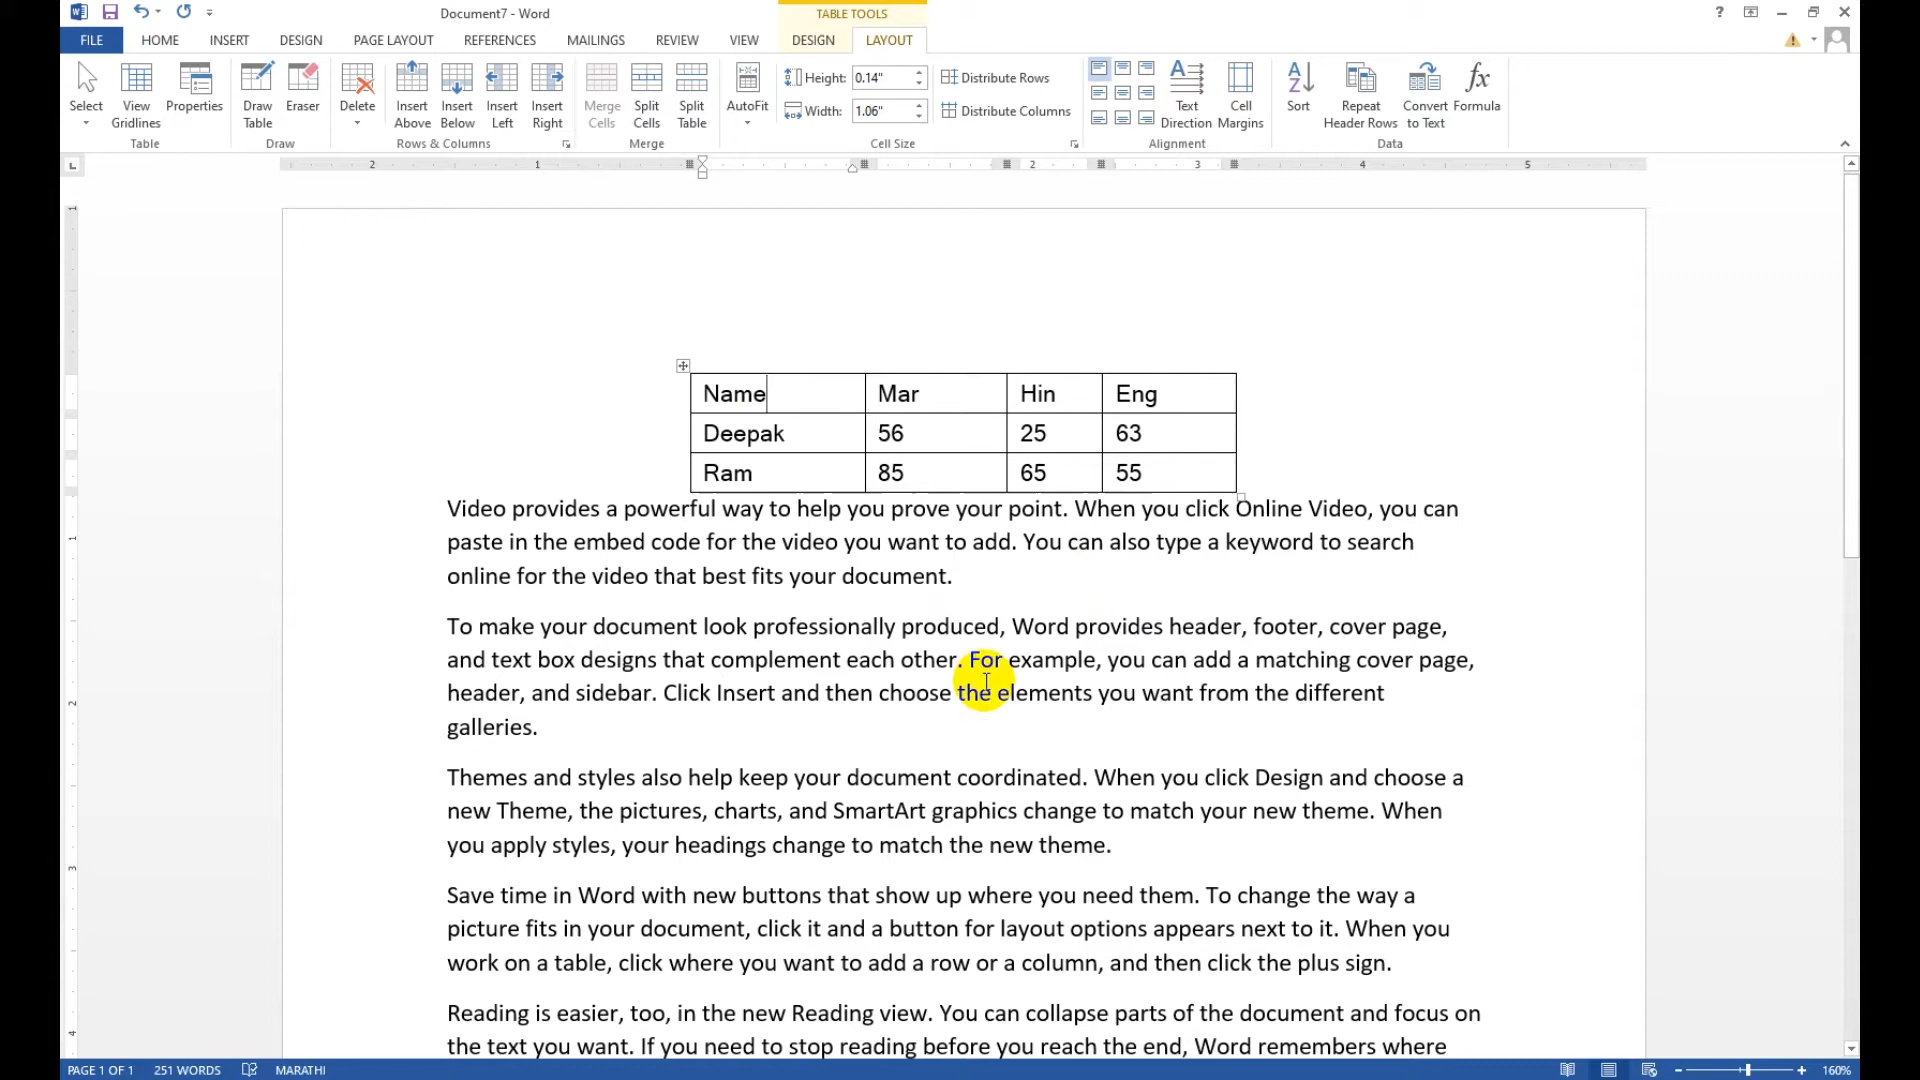 Document7 - Word
TABLE TOOLS
?
FILE HOME INSERT DESIGN PAGE LAYOUT REFERENCES MAILINGS REVIEW VIEW DESIGN LAYOUT
Select
View Gridlines
Properties
Draw Table
Eraser
Delete
Insert Above
Insert Below
Insert Left
Insert Right
Merge Cells
Split Cells
Split Table
AutoFit
Height: 0.14"
Width: 1.06"
Distribute Rows
Distribute Columns
Text Direction
Cell Margins
Sort
Repeat Header Rows
Convert to Text
Formula
Table Draw Rows & Columns Merge Cell Size Alignment Data
2 1 2 3 4 5
1
1
2
3
4
Name Mar Hin Eng
Deepak 56 25 63
Ram 85 65 55
Video provides a powerful way to help you prove your point. When you click Online Video, you can
paste in the embed code for the video you want to add. You can also type a keyword to search
online for the video that best fits your document.
To make your document look professionally produced, Word provides header, footer, cover page,
and text box designs that complement each other. For example, you can add a matching cover page,
header, and sidebar. Click Insert and then choose the elements you want from the different
galleries.
Themes and styles also help keep your document coordinated. When you click Design and choose a
new Theme, the pictures, charts, and SmartArt graphics change to match your new theme. When
you apply styles, your headings change to match the new theme.
Save time in Word with new buttons that show up where you need them. To change the way a
picture fits in your document, click it and a button for layout options appears next to it. When you
work on a table, click where you want to add a row or a column, and then click the plus sign.
Reading is easier, too, in the new Reading view. You can collapse parts of the document and focus on
the text you want. If you need to stop reading before you reach the end, Word remembers where
PAGE 1 OF 1 251 WORDS MARATHI 160%